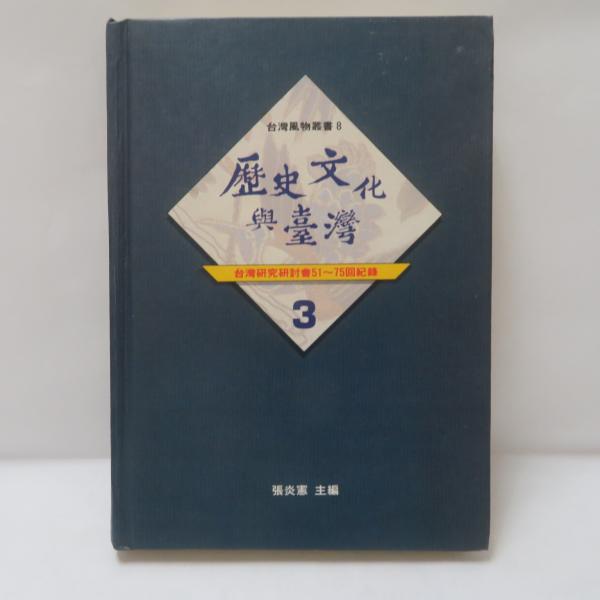 台灣風物叢書 8
歷史文化
與臺灣
台灣研究研討會51～75回紀錄
3
張炎憲 主編